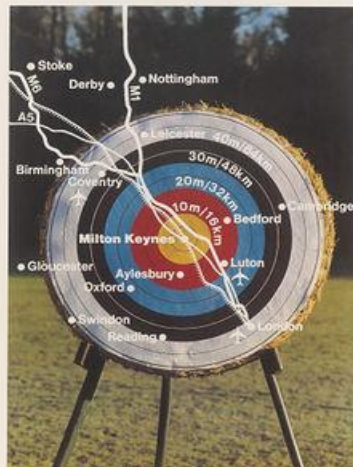 Stoke
Nottingham
Derby
M6
M1
A5
Leicester
40m/64km
30m/48km
Birmingham
Coventry
20m/32km
10m/16km
Cambridge
Bedford
Milton Keynes
Gloucester
Luton
Aylesbury
Oxford
Swindon
London
Reading